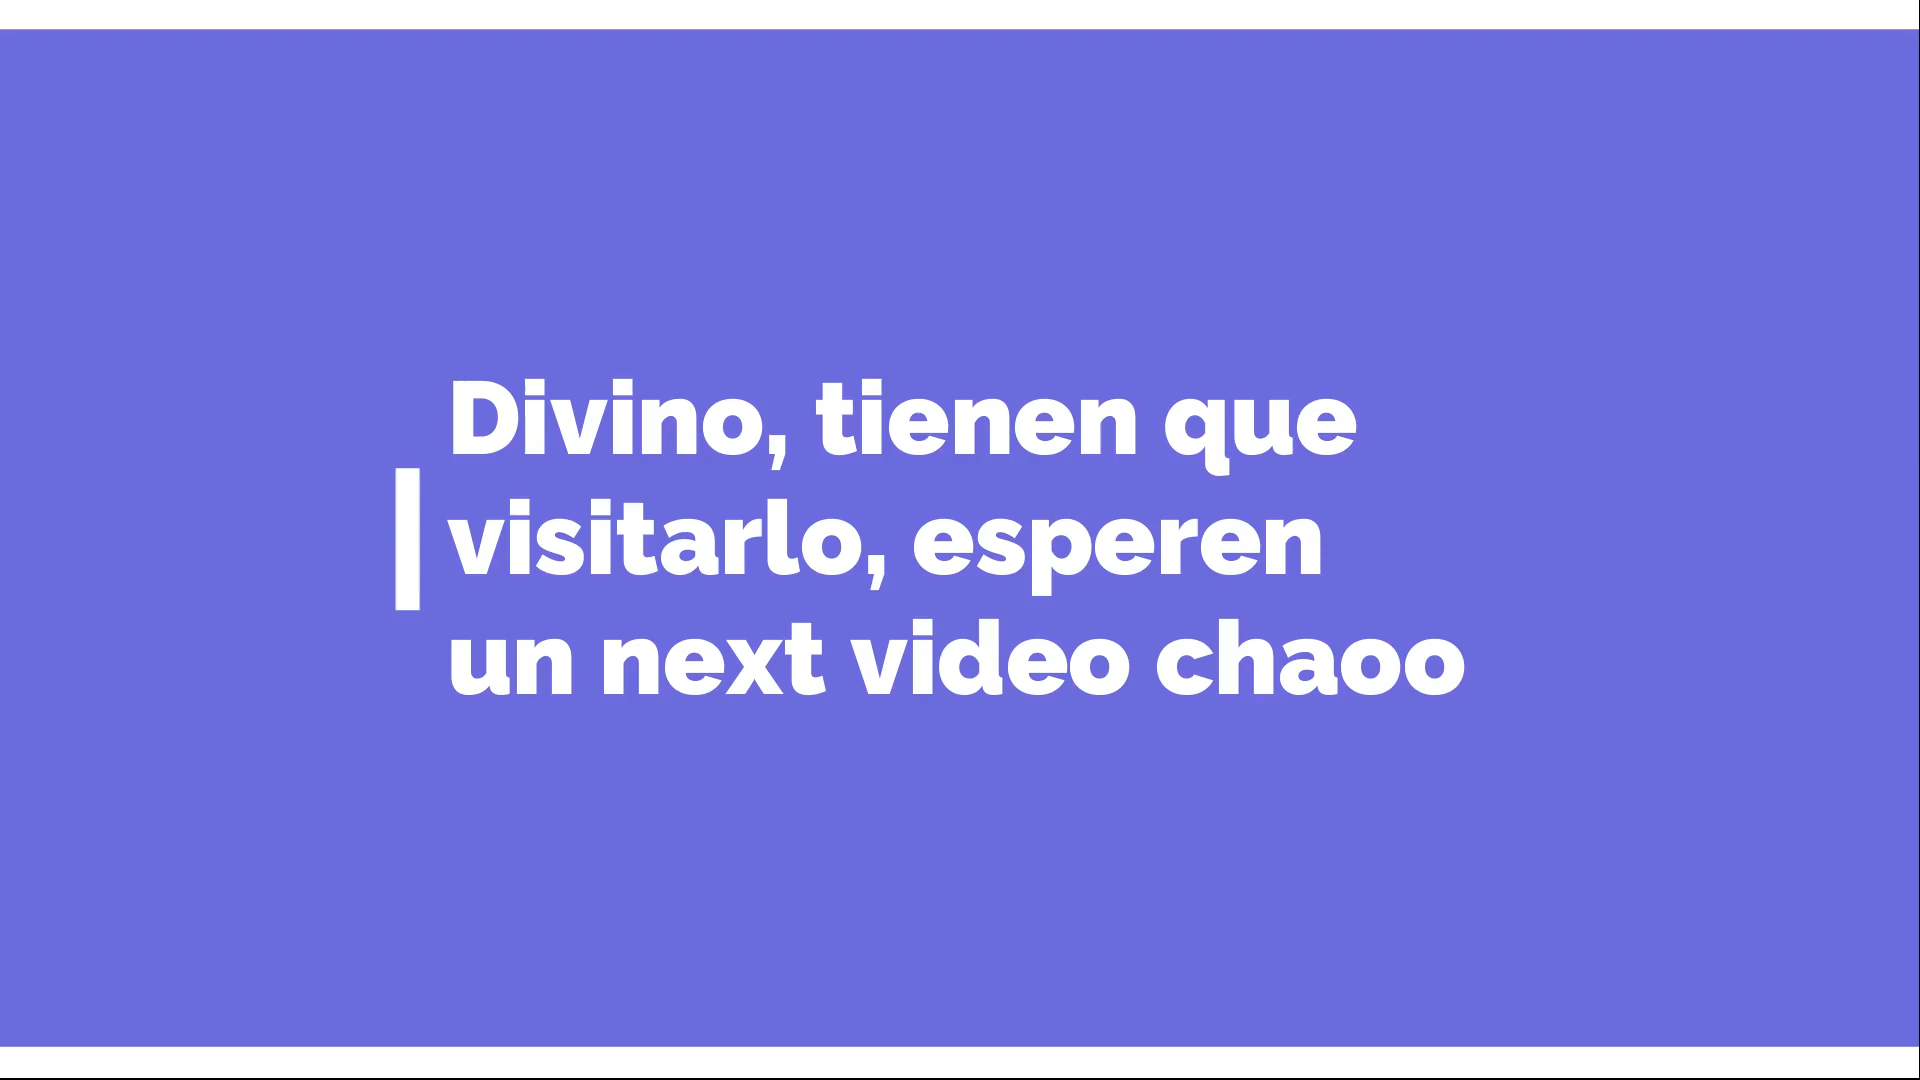 Divino, tienen que
visitarlo, esperen
un next video chaoo